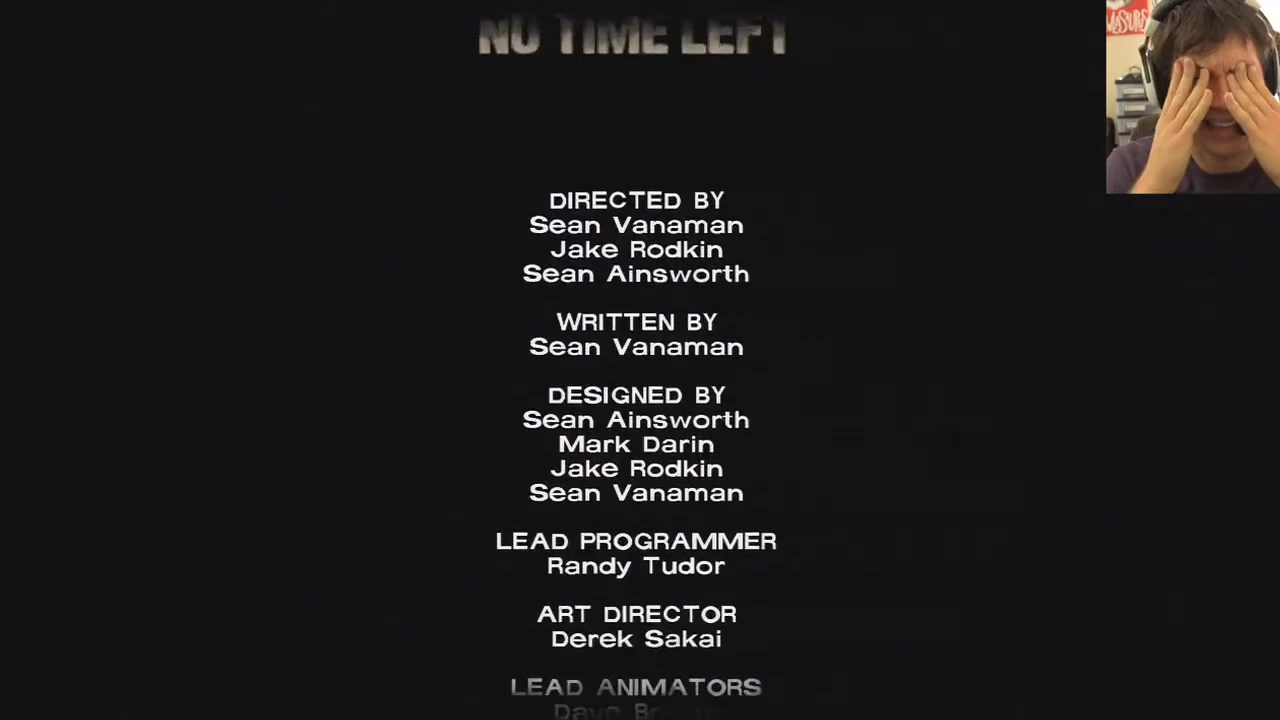 NO TIME LEFT
DIRECTED BY
Sean Vanaman
Jake Rodkin
Sean Ainsworth
WRITTEN BY
Sean Vanaman
DESIGNED BY
Sean Ainsworth
Mark Darin
Jake Rodkin
Sean Vanaman
LEAD PROGRAMMER
Randy Tudor
ART DIRECTOR
Derek Sakai
LEAD ANIMATORS